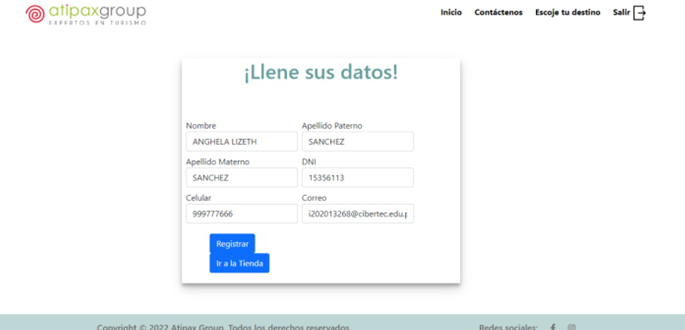 atipaxgroup
EXPERTOS EN TURISMO
Inicio Contáctenos Escoje tu destino Salir
¡Llene sus datos!
Nombre Apellido Paterno
ANGHELA LIZETH SANCHEZ
Apellido Materno DNI
SANCHEZ 15356113
Celular Correo
999777666 i202013268@cibertec.edu.p
Registrar
Ir a la Tienda
Copyright © 2022 Atipax Group. Todos los derechos reservados. Redes sociales: